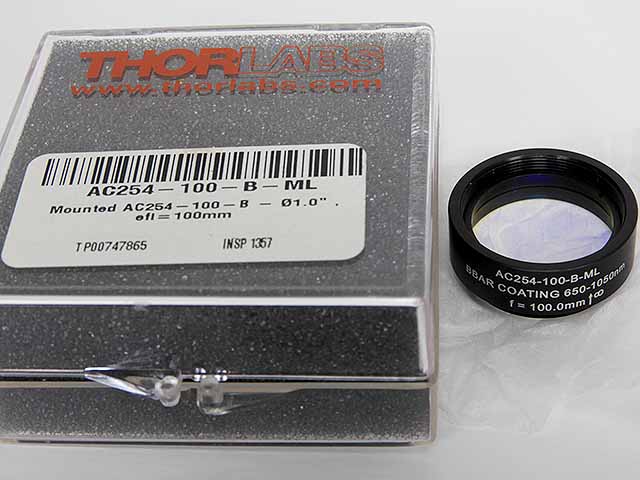 THORLABS
www.thorlabs.com
AC254-100-B-ML
Mounted AC254-100-B - Ø1.0",
efl=100mm
TP00747865 INSP 1357
AC254-100-B-ML
BBAR COATING 650-1050nm
f = 100.0mm ↑∞